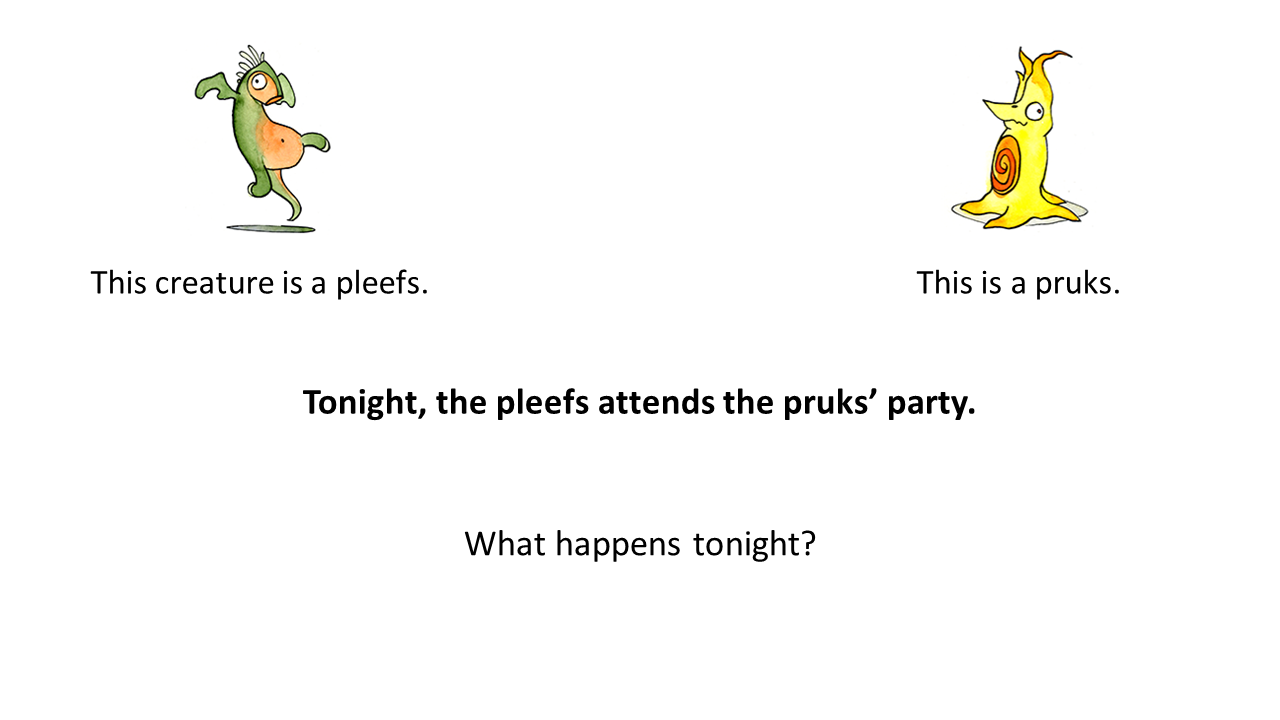 This creature is a pleefs.
This is a pruks.
Tonight, the pleefs attends the pruks’ party.
What happens tonight?